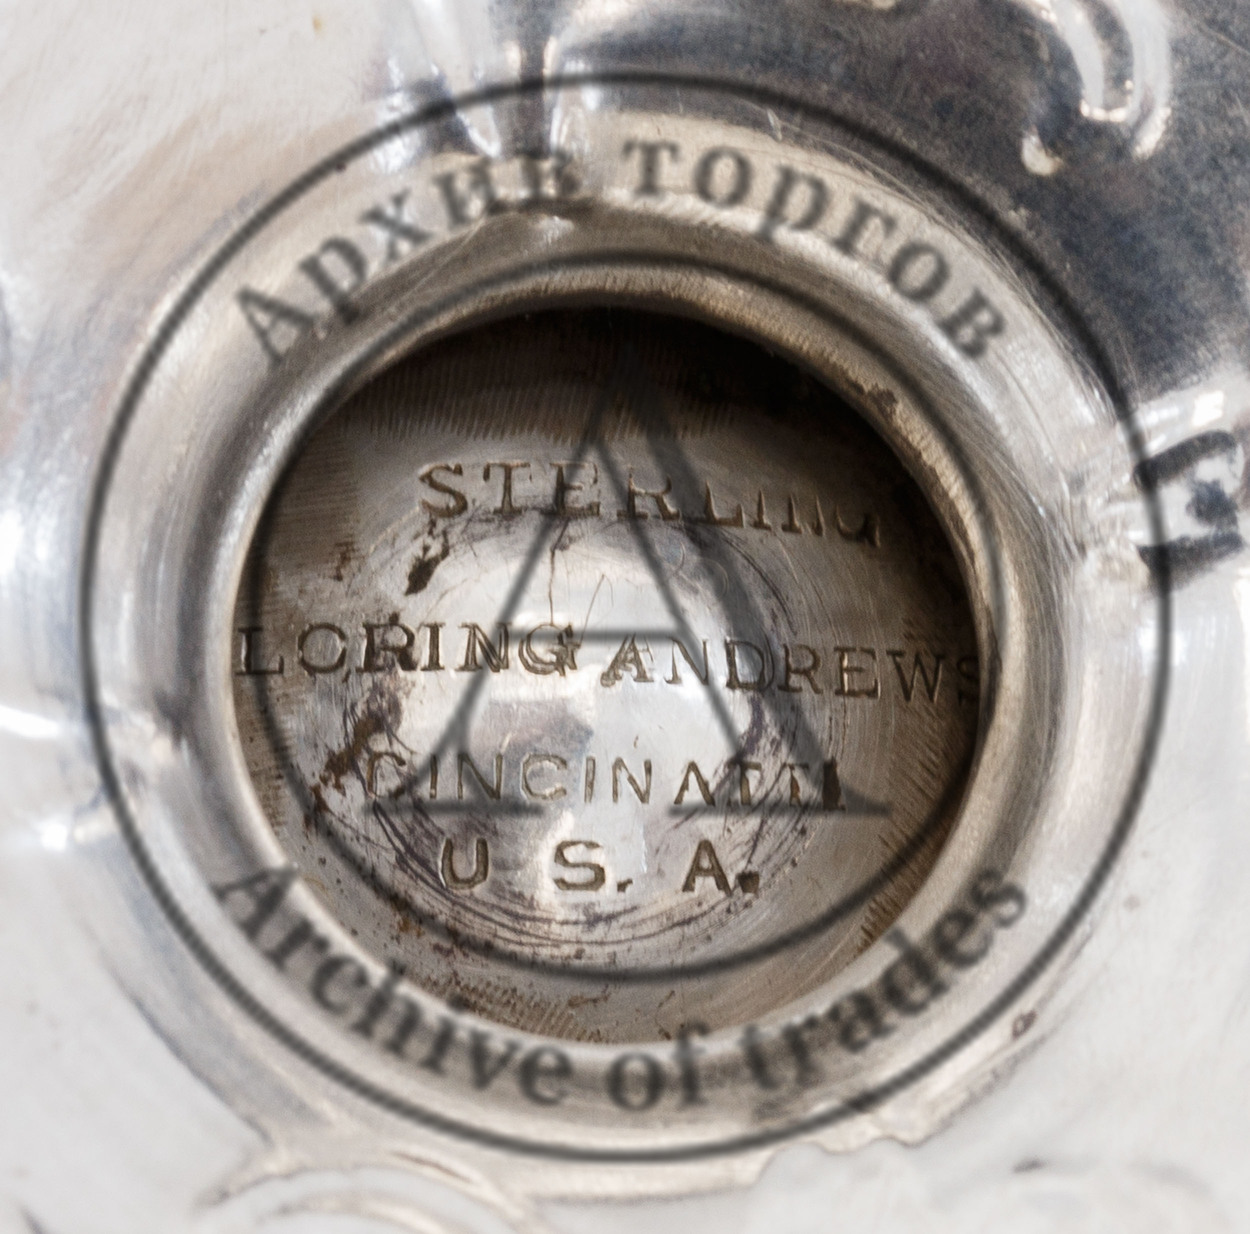 Архив торгов
STERLING
LORING ANDREWS
CINCINATTI
U S. A.
A
Archive of trades